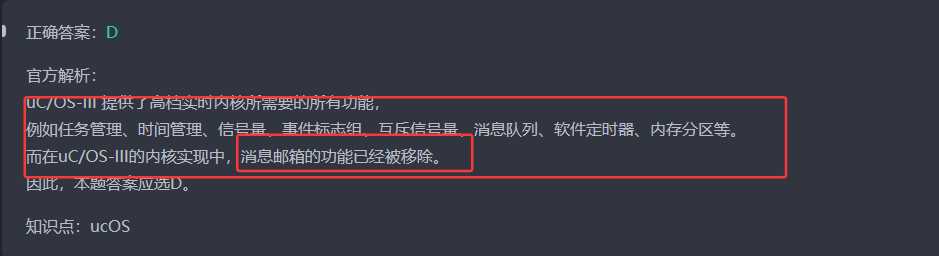 正确答案：D
官方解析：
uC/OS-III 提供了高档实时内核所需要的所有功能，
例如任务管理、时间管理、信号量、事件标志组、互斥信号量、消息队列、软件定时器、内存分区等。
而在uC/OS-III的内核实现中，消息邮箱的功能已经被移除。
因此，本题答案应选D。
知识点：ucOS